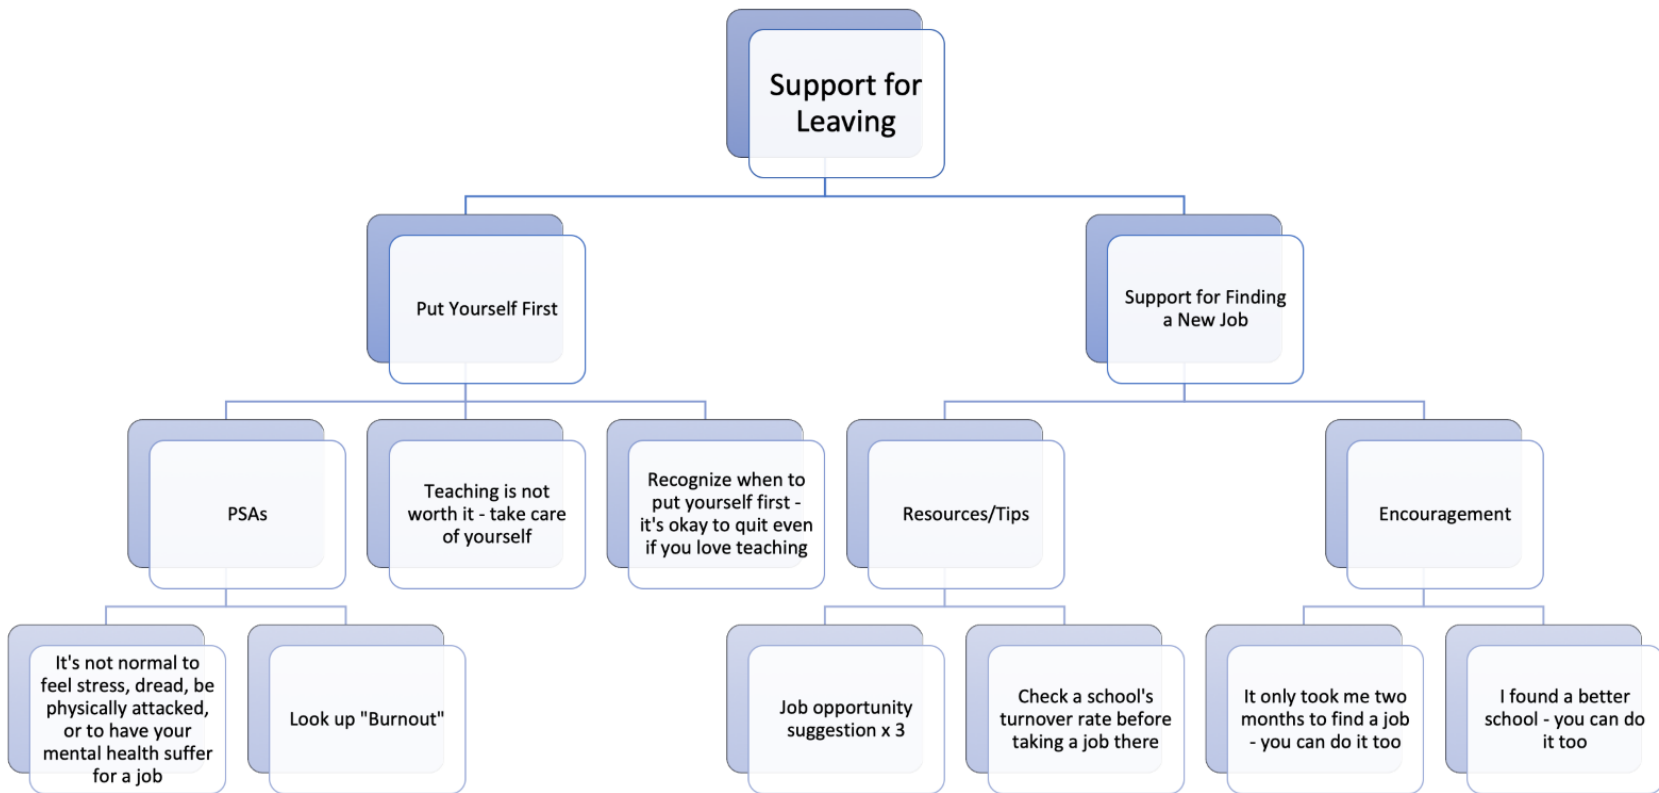 Support for
Leaving
Put Yourself First
Support for Finding
a New Job
PSAs
Teaching is not
worth it - take care
of yourself
Recognize when to
put yourself first -
it's okay to quit even
if you love teaching
Resources/Tips
Encouragement
It's not normal to
feel stress, dread, be
physically attacked,
or to have your
mental health suffer
for a job
Look up "Burnout"
Job opportunity
suggestion x 3
Check a school's
turnover rate before
taking a job there
It only took me two
months to find a job
- you can do it too
I found a better
school - you can do
it too